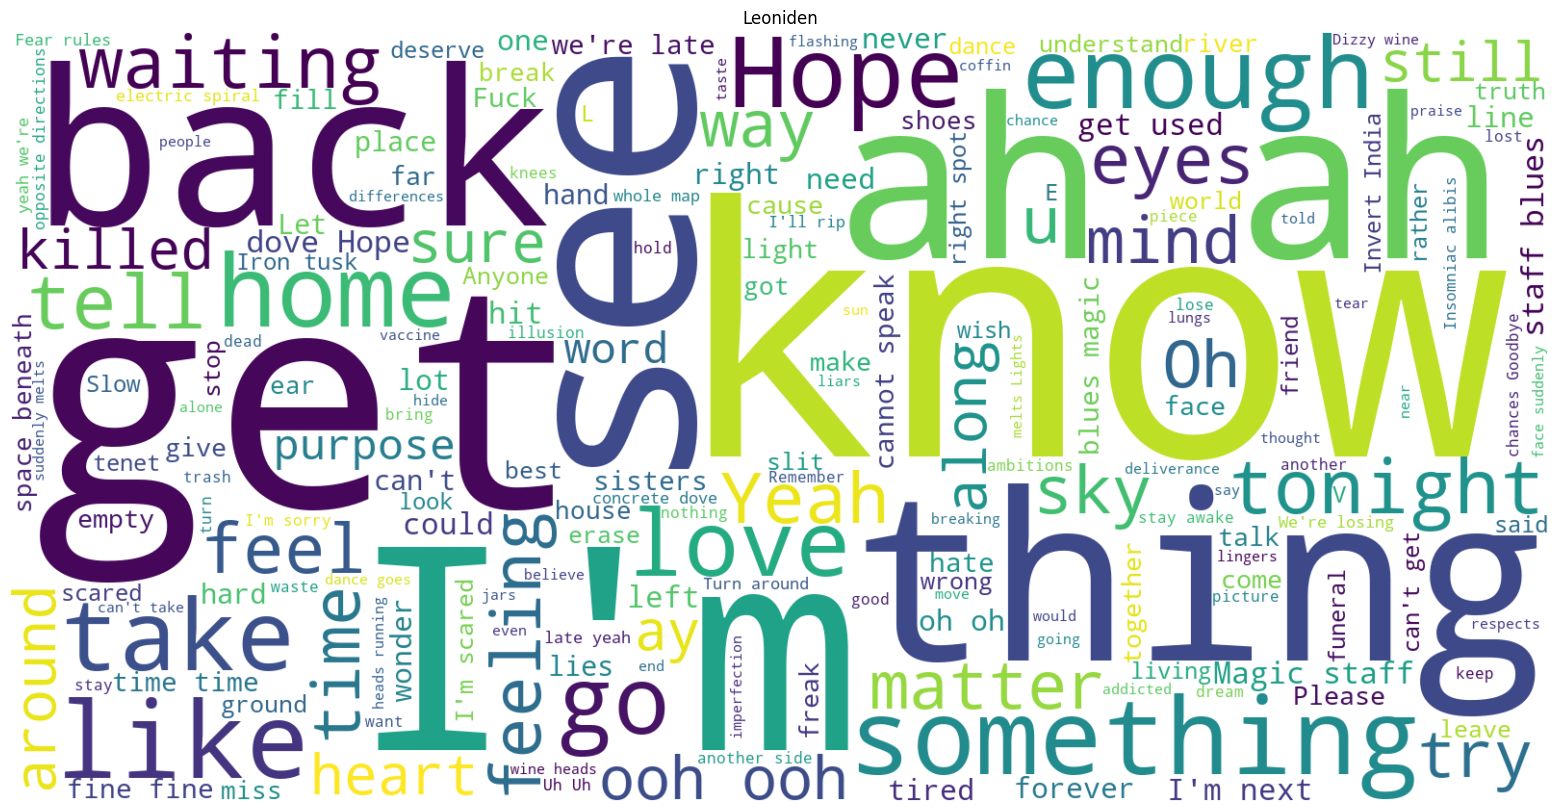 Leoniden
Fear rules
waiting
deserve
one
we're late
flashing
never
dance
understand
river
Dizzy wine
back
electric spiral
fill
break
Fuck
see
L
taste
Hope
coffin
enough
still
truth
yeah we're
opposite directions
people
place
far
differences
knees
way
shoes
chance
get used
praise
line
lost
killed
Let
dove Hope
sure
hand
whole map
right
need
cause
I'll rip
ah ah
right spot
E
u
eyes
world
piece
mind
told
Invert India
rather
Insomniac alibis
staff blues
tell
home
Iron tusk
Anyone
hold
light
got
sun
know
cannot speak
wish
lose
lungs
tear
space beneath
suddenly melts
get
dead
stop
vaccine
hit
illusion
word
make
liars
along
melts Lights
blues magic
Oh
face
friend
near
chances Goodbye
face suddenly
Slow
alone
ear
lot
hide
bring
thought
tenet
give
purpose
can't
best
sisters
slit
Remember
ambitions
deliverance
another
tonight
V
empty
trash
turn
I'm sorry
look
could
house
concrete dove
nothing
Yeah
sky
say
stay awake
We're losing
said
feel
feeling
erase
love
breaking
thing
talk
lingers
can't get
scared
can't take
hard
waste
dance goes
I'm
I'm scared
jars
believe
even
Turn around
left
good
hate
wrong
move
would
together
come
picture
funeral
respects
around
take
time
heads running
wonder
late yeah
ay
end
imperfection
freak
oh oh
going
stay
time time
ground
want
lies
go
matter
living
Magic staff
addicted
dream
Please
keep
like
heart
another side
something
leave
try
fine fine
miss
wine heads
Uh Uh
ooh ooh
tired
forever
I'm next